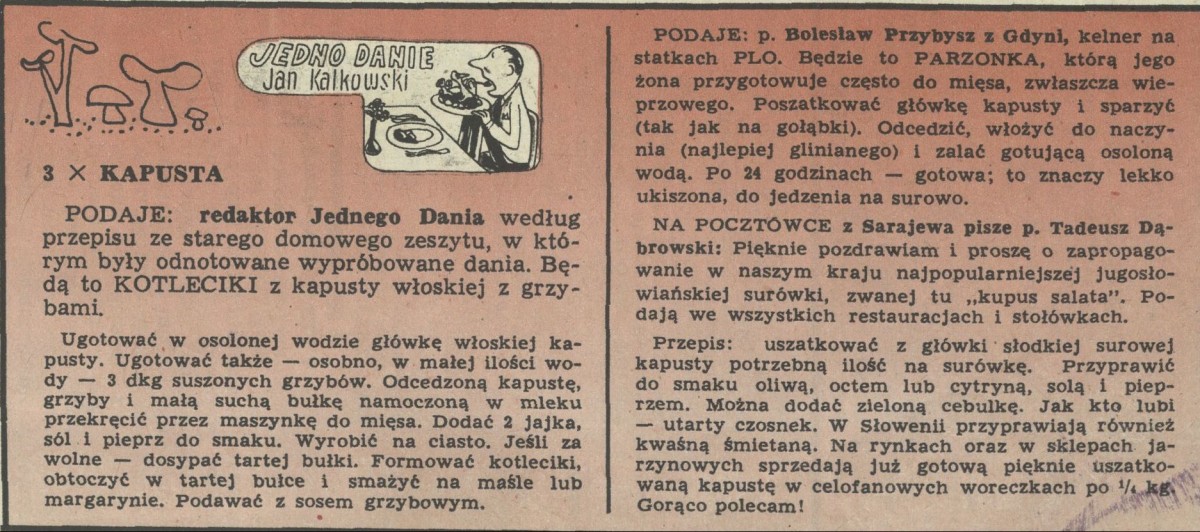 JEDNO DANIE
Jan Kalkowski
3 × KAPUSTA
PODAJE: redaktor Jednego Dania według
przepisu ze starego domowego zeszytu, w któ-
rym były odnotowane wypróbowane dania. Bę-
dą to KOTLECIKI z kapusty włoskiej z grzy-
bami.
Ugotować w osolonej wodzie główkę włoskiej ka-
pusty. Ugotować także — osobno, w małej ilości wo-
dy — 3 dkg suszonych grzybów. Odcedzoną kapustę,
grzyby i małą suchą bułkę namoczoną w mleku
przekręcić przez maszynkę do mięsa. Dodać 2 jajka,
sól i pieprz do smaku. Wyrobić na ciasto. Jeśli za
wolne — dosypać tartej bułki. Formować kotleciki,
obtoczyć w tartej bułce i smażyć na maśle lub
margarynie. Podawać z sosem grzybowym.
PODAJE: p. Bolesław Przybysz z Gdyni, kelner na
statkach PLO. Będzie to PARZONKA, którą jego
żona przygotowuje często do mięsa, zwłaszcza wie-
przowego. Poszatkować główkę kapusty i sparzyć
(tak jak na gołąbki). Odcedzić, włożyć do naczy-
nia (najlepiej glinianego) i zalać gotującą osoloną
wodą. Po 24 godzinach — gotowa; to znaczy lekko
ukiszona, do jedzenia na surowo.
NA POCZTÓWCE z Sarajewa pisze p. Tadeusz Dą-
browski: Pięknie pozdrawiam i proszę o zapropago-
wanie w naszym kraju najpopularniejszej jugosło-
wiańskiej surówki, zwanej tu „kupus salata". Po-
dają we wszystkich restauracjach i stołówkach.
Przepis: uszatkować z główki słodkiej surowej
kapusty potrzebną ilość na surówkę. Przyprawić
do smaku oliwą, octem lub cytryną, solą i piep-
rzem. Można dodać zieloną cebulkę. Jak kto lubi
— utarty czosnek. W Słowenii przyprawiają również
kwaśną śmietaną. Na rynkach oraz w sklepach ja-
rzynowych sprzedają już gotową pięknie uszatko-
waną kapustę w celofanowych woreczkach po ¼ kg.
Gorąco polecam!